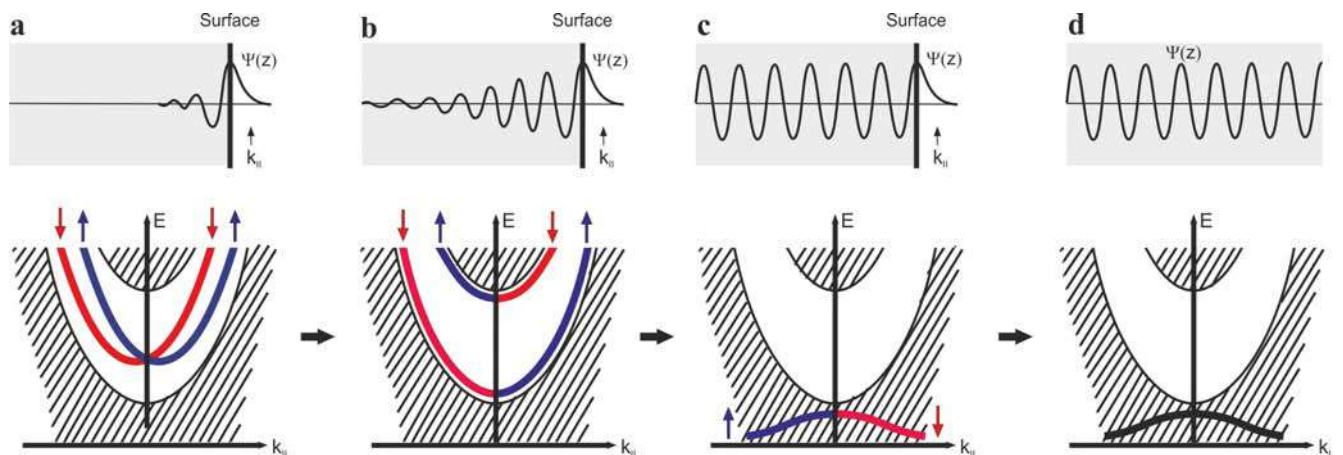 a
Surface
Ψ(z)
k||
E
k||
b
Surface
Ψ(z)
k||
E
k||
c
Surface
Ψ(z)
k||
E
k||
d
Ψ(z)
E
k||